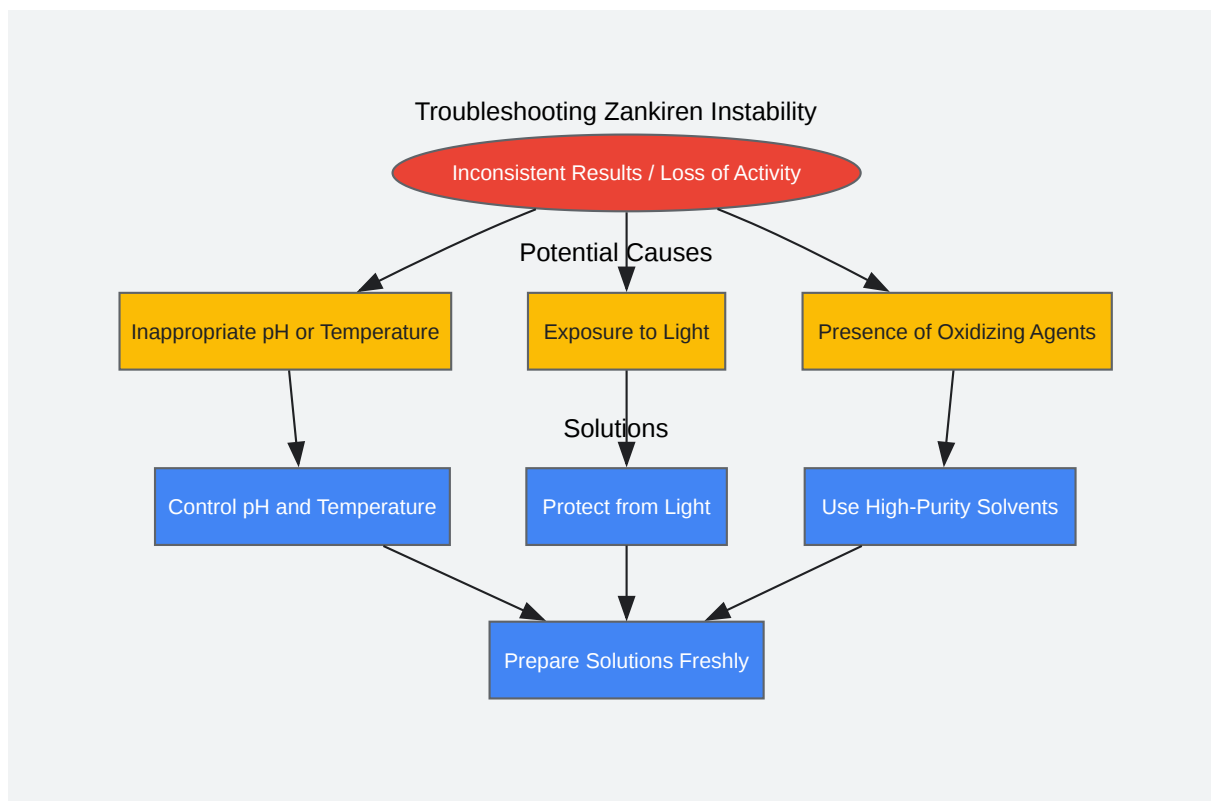 Troubleshooting Zankiren Instability
Inconsistent Results / Loss of Activity
Potential Causes
Inappropriate pH or Temperature
Exposure to Light
Presence of Oxidizing Agents
Solutions
Control pH and Temperature
Protect from Light
Use High-Purity Solvents
Prepare Solutions Freshly